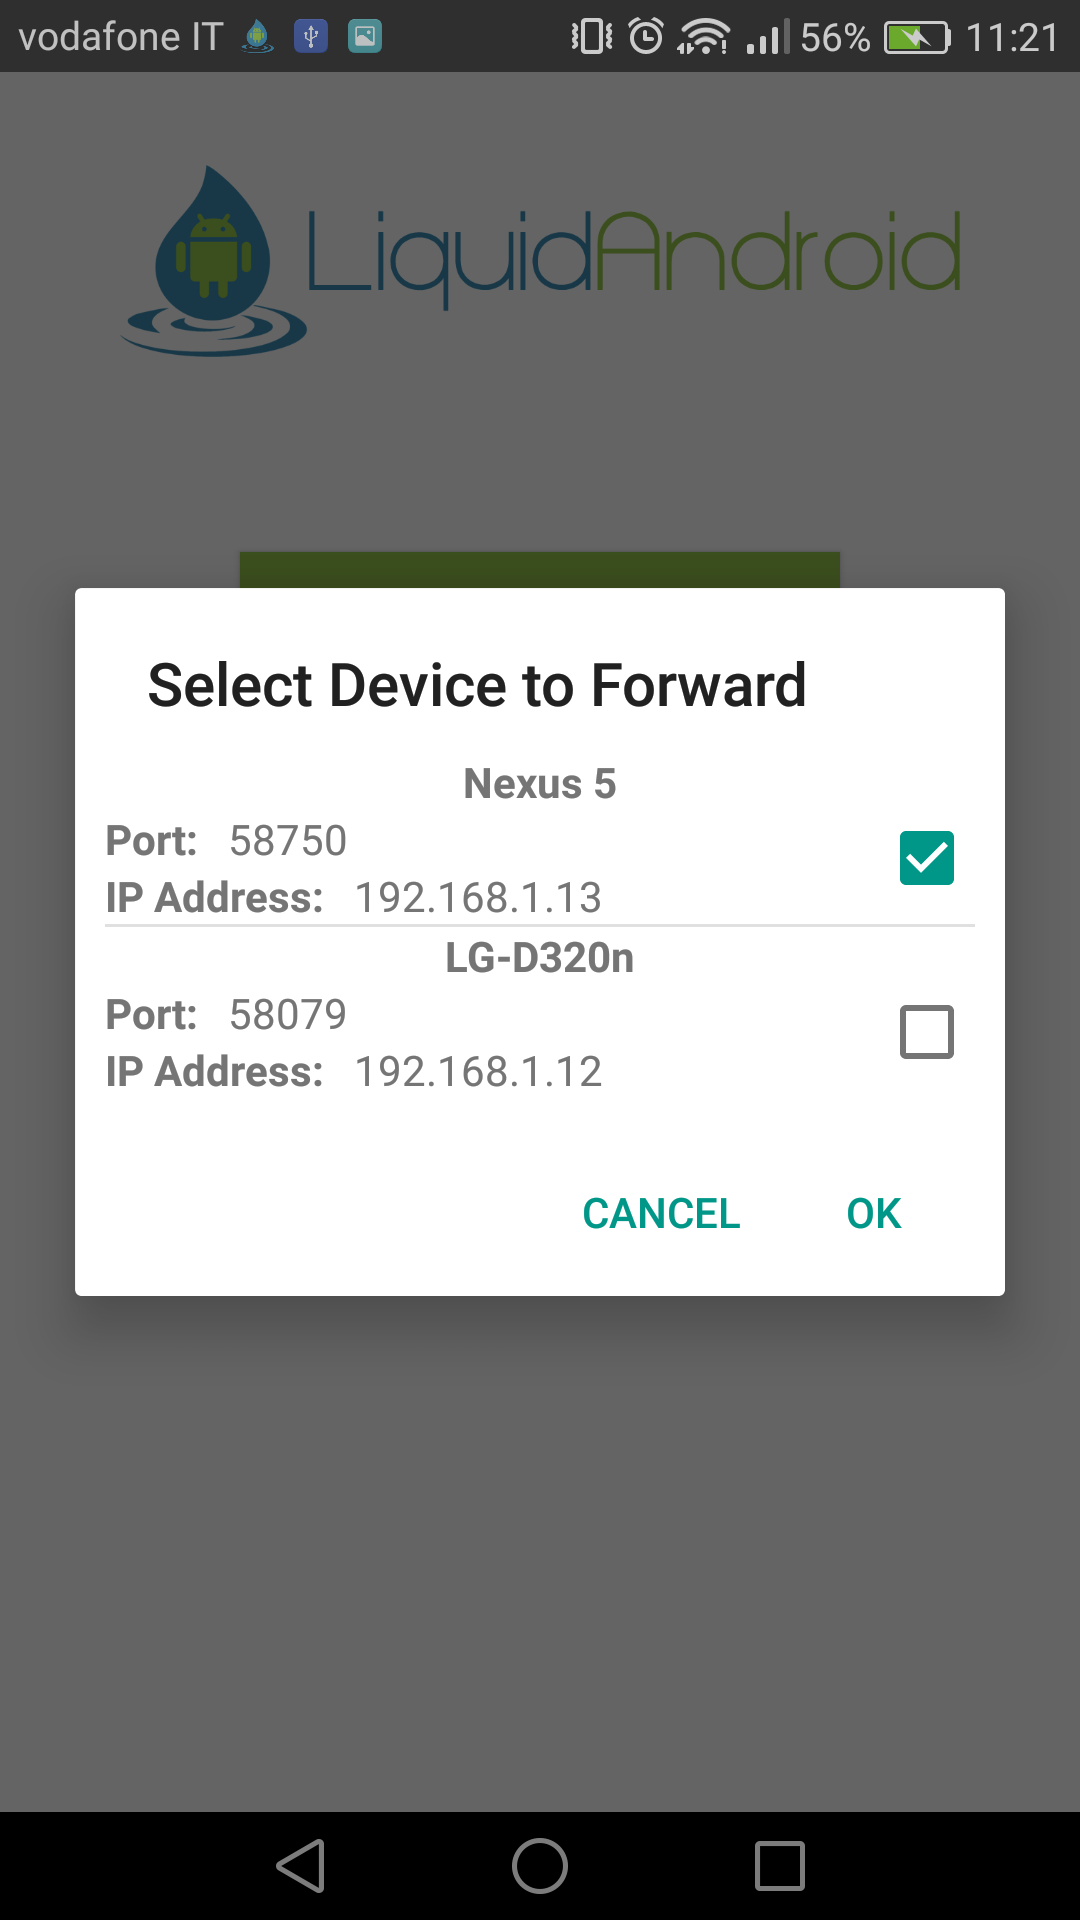 vodafone IT 56% 11:21
LiquidAndroid
Select Device to Forward
Nexus 5
Port: 58750
IP Address: 192.168.1.13
LG-D320n
Port: 58079
IP Address: 192.168.1.12
CANCEL OK